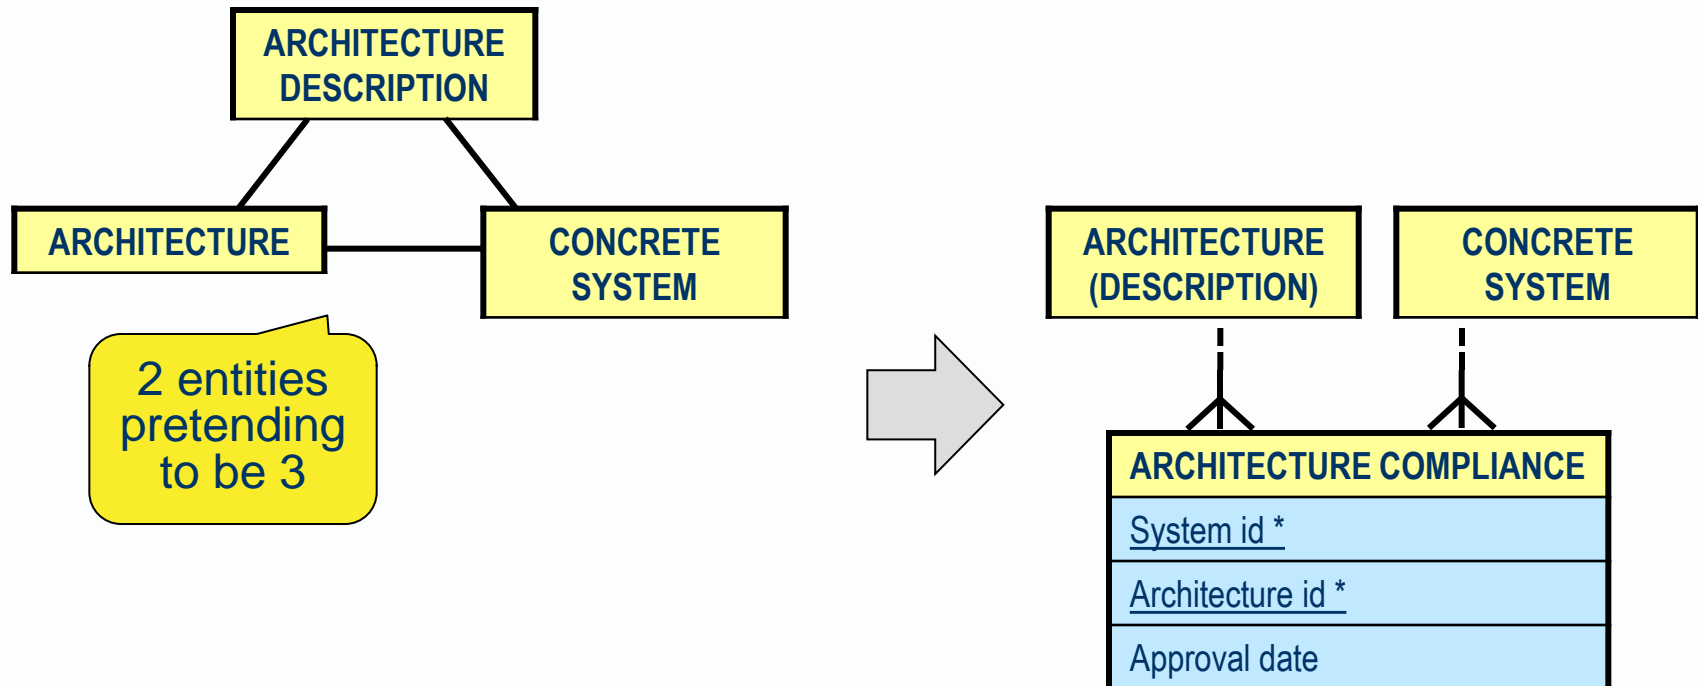 ARCHITECTURE
DESCRIPTION
ARCHITECTURE
CONCRETE
SYSTEM
2 entities
pretending
to be 3
ARCHITECTURE
(DESCRIPTION)
CONCRETE
SYSTEM
ARCHITECTURE COMPLIANCE
System id *
Architecture id *
Approval date